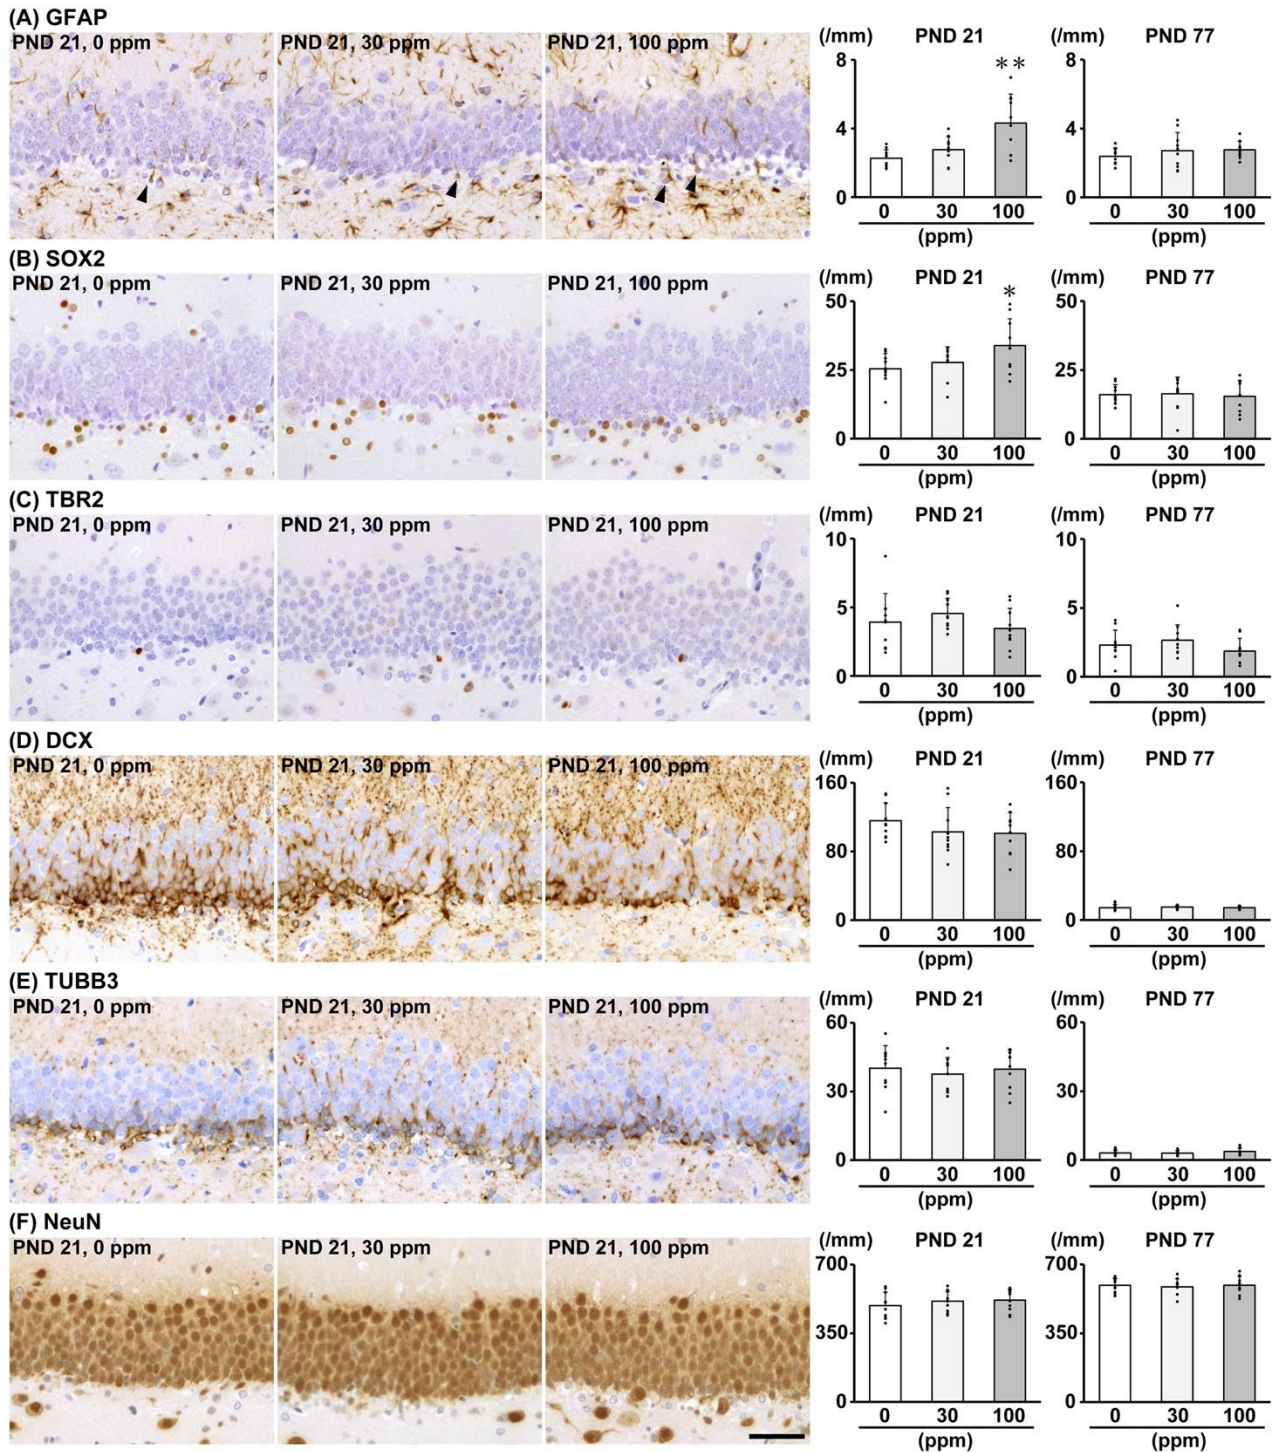 (A) GFAP
PND 21, 0 ppm
PND 21, 30 ppm
PND 21, 100 ppm
(/mm) PND 21
8
**
4
0
0 30 100
(ppm)
(/mm) PND 77
8
4
0
0 30 100
(ppm)
(B) SOX2
PND 21, 0 ppm
PND 21, 30 ppm
PND 21, 100 ppm
(/mm) PND 21
50
*
25
0
0 30 100
(ppm)
(/mm) PND 77
50
25
0
0 30 100
(ppm)
(C) TBR2
PND 21, 0 ppm
PND 21, 30 ppm
PND 21, 100 ppm
(/mm) PND 21
10
5
0
0 30 100
(ppm)
(/mm) PND 77
10
5
0
0 30 100
(ppm)
(D) DCX
PND 21, 0 ppm
PND 21, 30 ppm
PND 21, 100 ppm
(/mm) PND 21
160
80
0
0 30 100
(ppm)
(/mm) PND 77
160
80
0
0 30 100
(ppm)
(E) TUBB3
PND 21, 0 ppm
PND 21, 30 ppm
PND 21, 100 ppm
(/mm) PND 21
60
30
0
0 30 100
(ppm)
(/mm) PND 77
60
30
0
0 30 100
(ppm)
(F) NeuN
PND 21, 0 ppm
PND 21, 30 ppm
PND 21, 100 ppm
(/mm) PND 21
700
350
0
0 30 100
(ppm)
(/mm) PND 77
700
350
0
0 30 100
(ppm)